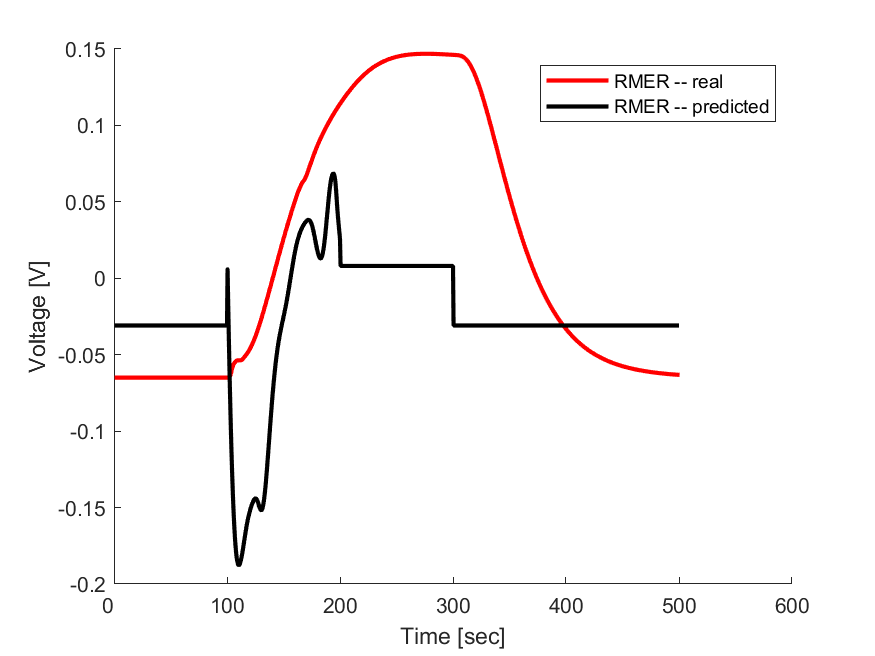 0.15
0.1
0.05
0
-0.05
-0.1
-0.15
-0.2
0 100 200 300 400 500 600
Voltage [V]
Time [sec]
RMER -- real
RMER -- predicted